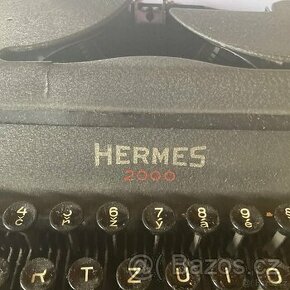 HERMES
2000
4 5 6 7 8 9
R T Z U I O
Bazos.cz